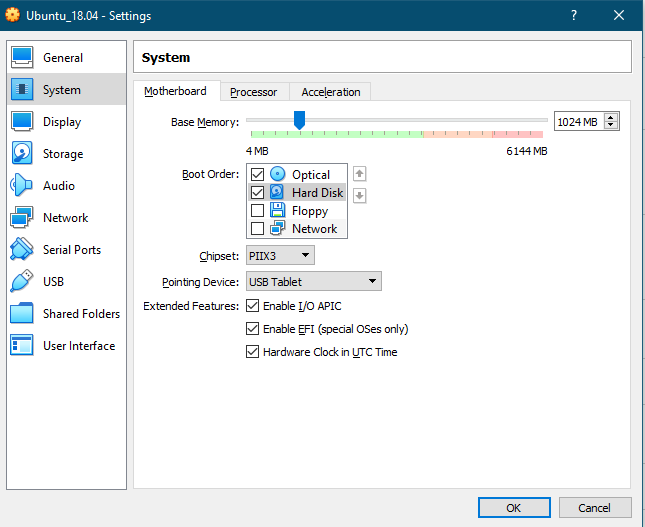 Ubuntu_18.04 - Settings
?
General
System
Display
Storage
Audio
Network
Serial Ports
USB
Shared Folders
User Interface
System
Motherboard Processor Acceleration
Base Memory: 1024 MB
4 MB 6144 MB
Boot Order: Optical
Hard Disk
Floppy
Network
Chipset: PIIX3
Pointing Device: USB Tablet
Extended Features: Enable I/O APIC
Enable EFI (special OSes only)
Hardware Clock in UTC Time
OK Cancel